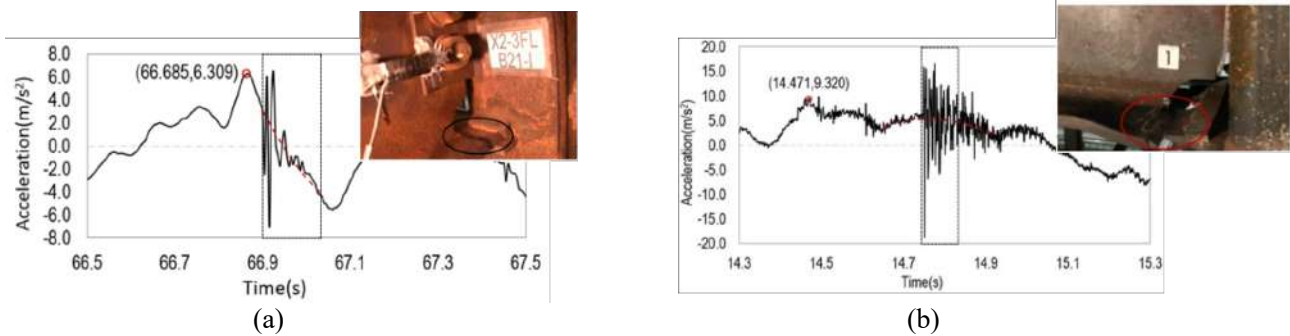 8.0
6.0
4.0
2.0
0.0
-2.0
-4.0
-6.0
-8.0
Acceleration(m/s²)
(66.685,6.309)
66.5 66.7 66.9 67.1 67.3 67.5
Time(s)
X2-3FL
B21-I
(a)
20.0
15.0
10.0
5.0
0.0
-5.0
-10.0
-15.0
-20.0
Acceleration(m/s²)
(14.471,9.320)
14.3 14.5 14.7 14.9 15.1 15.3
Time(s)
1
(b)